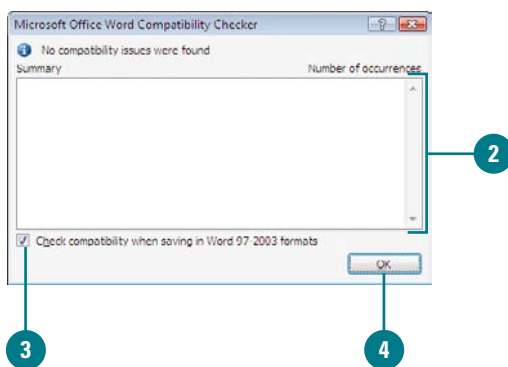 Microsoft Office Word Compatibility Checker
No compatibility issues were found
Summary Number of occurrences
2
Check compatibility when saving in Word 97-2003 formats
OK
3 4